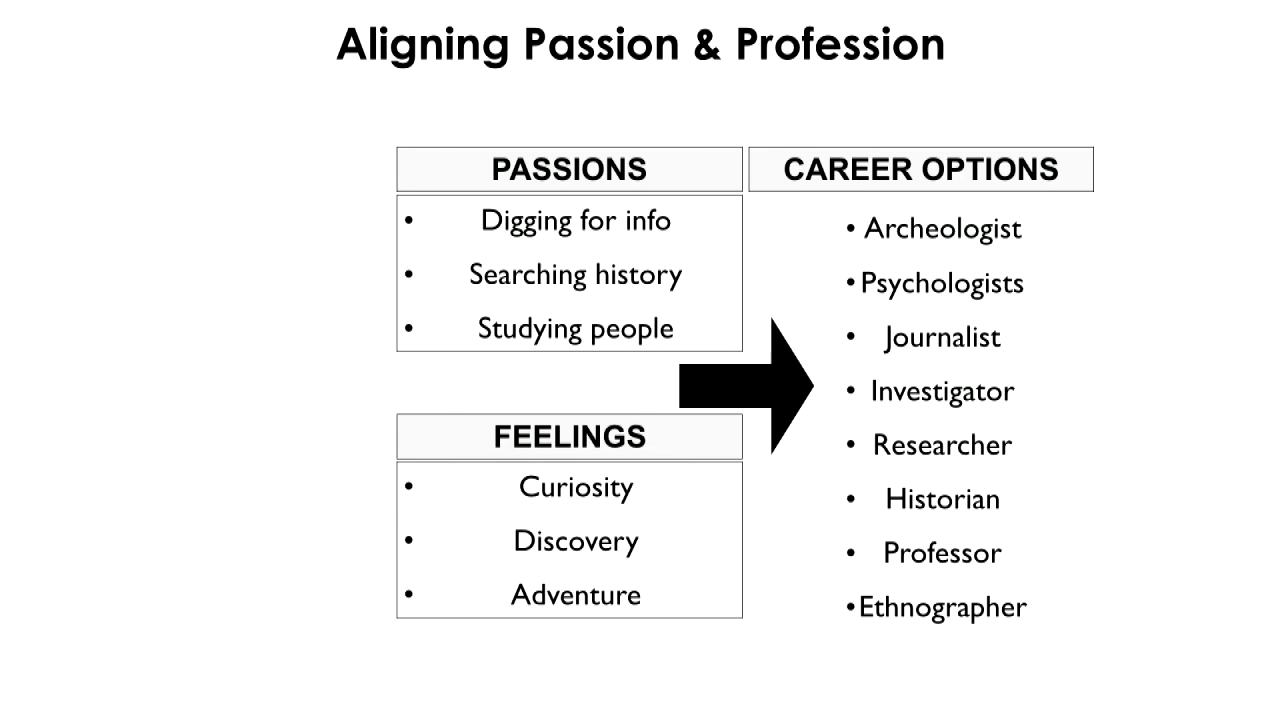 Aligning Passion & Profession
PASSIONS
• Digging for info
• Searching history
• Studying people
FEELINGS
• Curiosity
• Discovery
• Adventure
CAREER OPTIONS
• Archeologist
• Psychologists
• Journalist
• Investigator
• Researcher
• Historian
• Professor
• Ethnographer